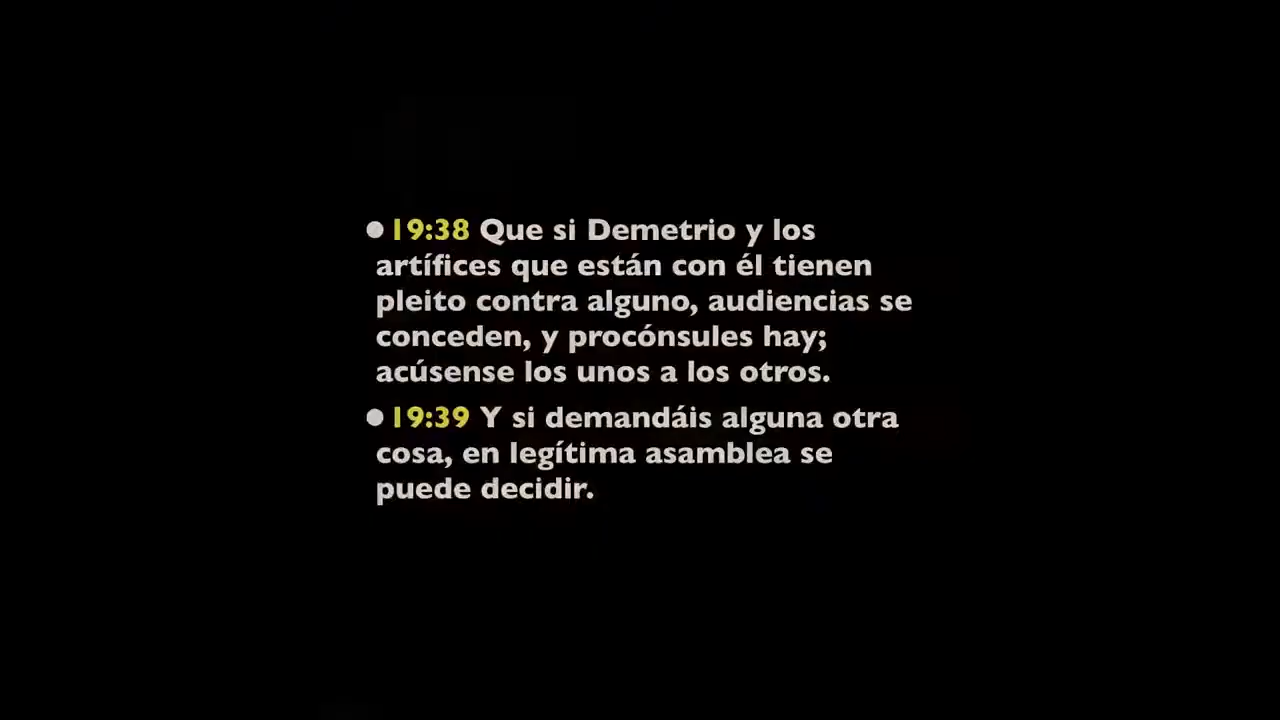 ●19:38 Que si Demetrio y los
artífices que están con él tienen
pleito contra alguno, audiencias se
conceden, y procónsules hay;
acúsense los unos a los otros.
●19:39 Y si demandáis alguna otra
cosa, en legítima asamblea se
puede decidir.